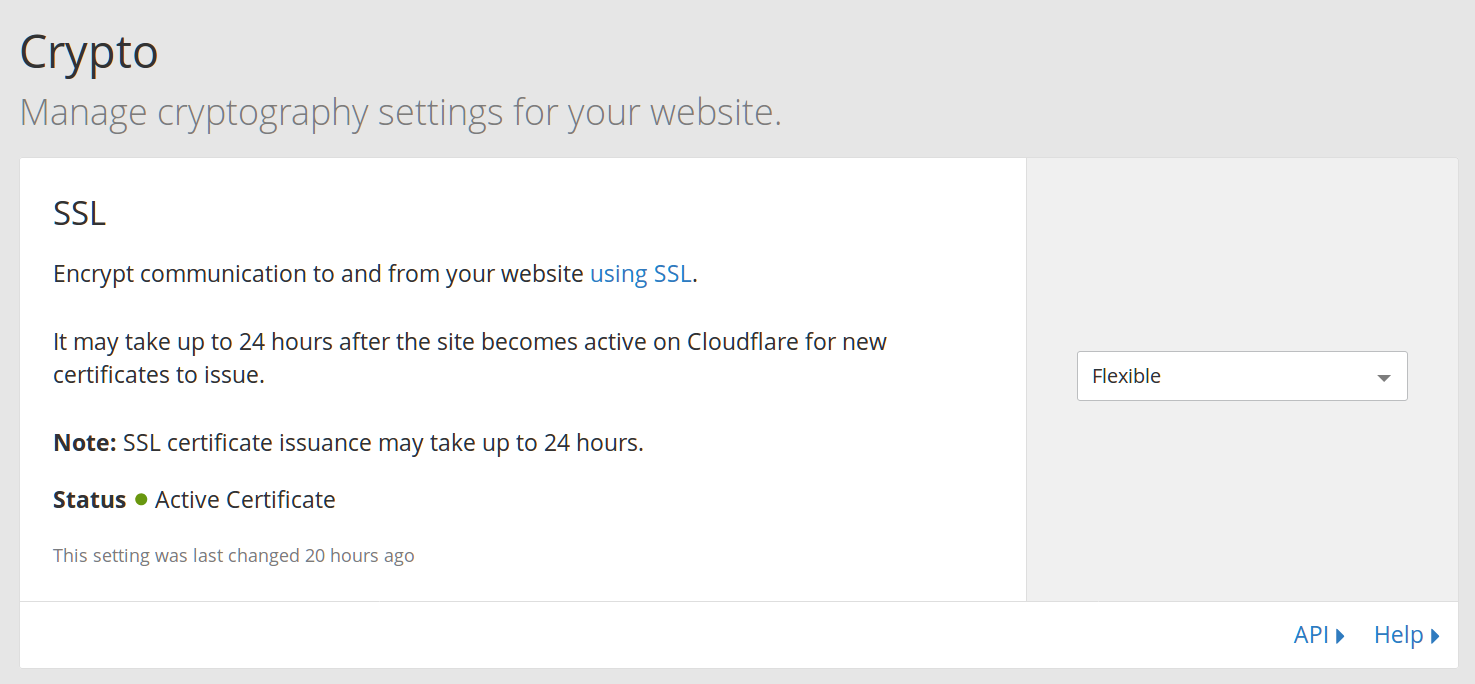 Crypto
Manage cryptography settings for your website.
SSL
Encrypt communication to and from your website using SSL.
It may take up to 24 hours after the site becomes active on Cloudflare for new
certificates to issue.
Flexible
Note: SSL certificate issuance may take up to 24 hours.
Status Active Certificate
This setting was last changed 20 hours ago
API Help